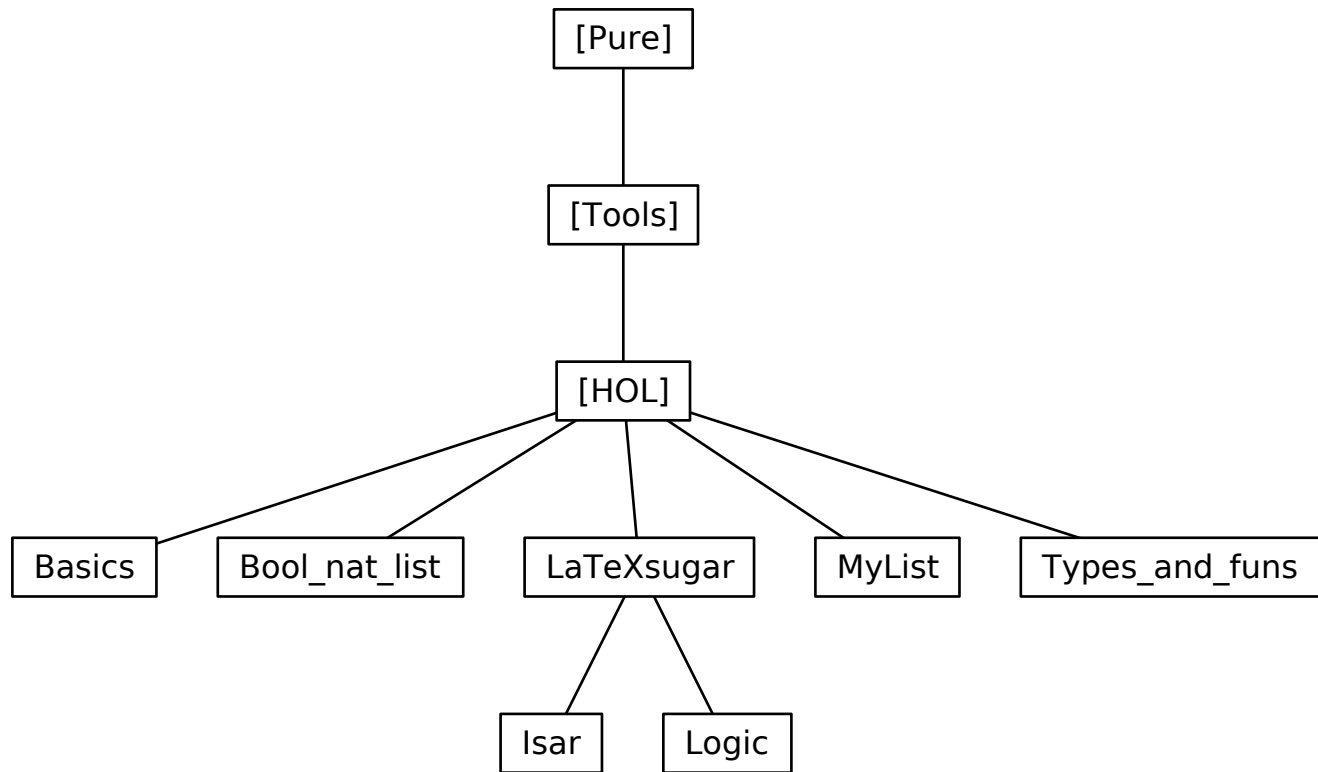 [Pure]
[Tools]
[HOL]
Basics
Bool_nat_list
LaTeXsugar
MyList
Types_and_funs
Isar
Logic